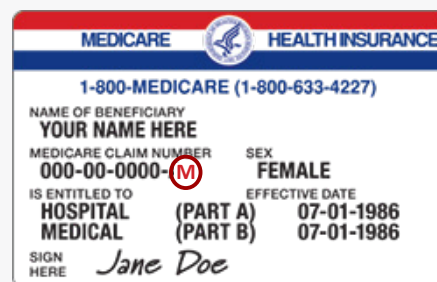 MEDICARE HEALTH INSURANCE
1-800-MEDICARE (1-800-633-4227)
NAME OF BENEFICIARY
YOUR NAME HERE
MEDICARE CLAIM NUMBER SEX
000-00-0000-M FEMALE
IS ENTITLED TO EFFECTIVE DATE
HOSPITAL (PART A) 07-01-1986
MEDICAL (PART B) 07-01-1986
SIGN
HERE Jane Doe